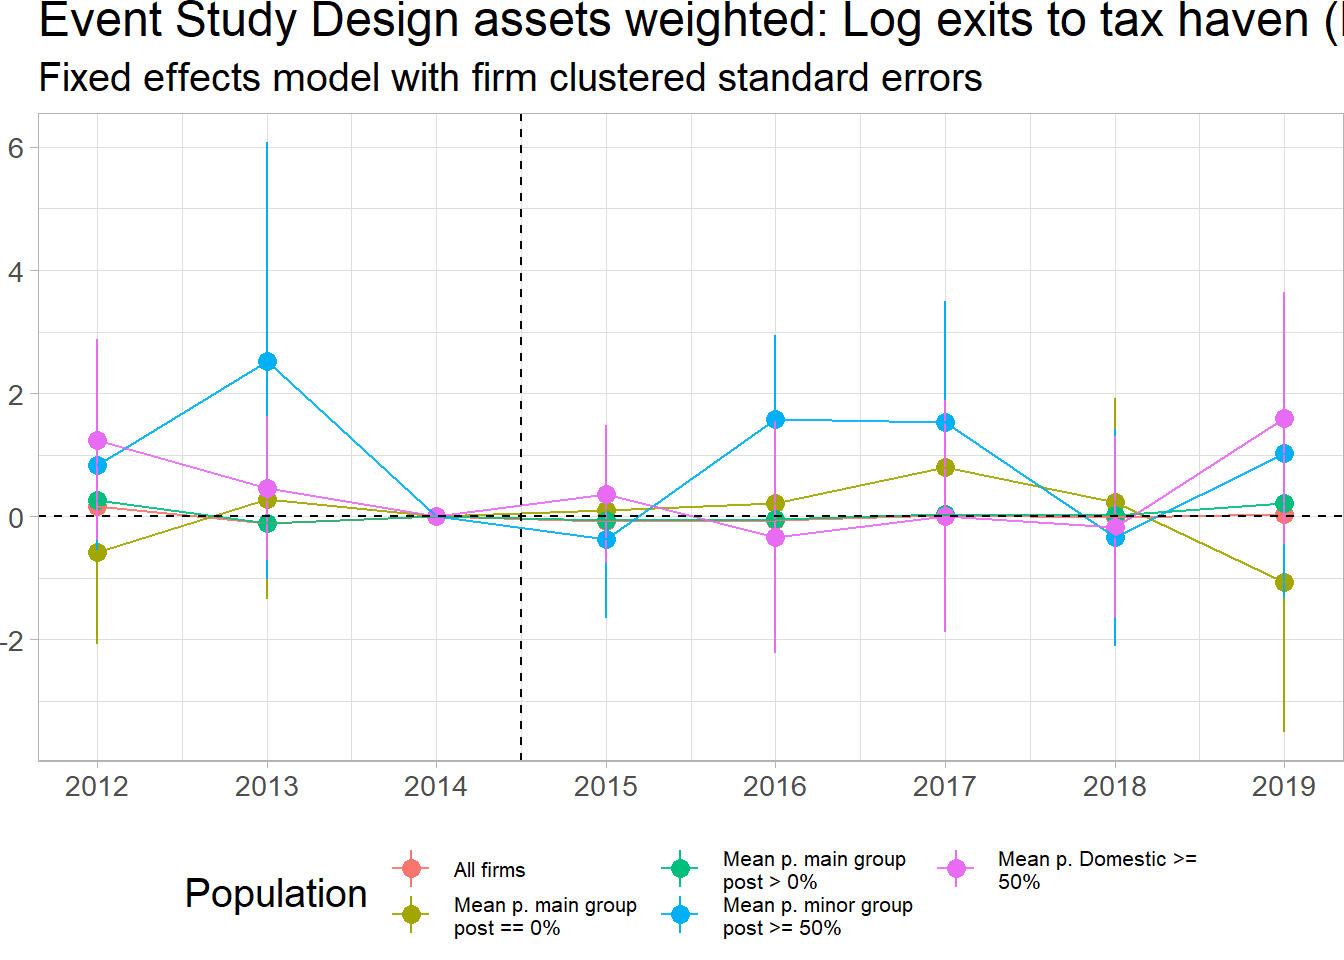 Event Study Design assets weighted: Log exits to tax haven (
Fixed effects model with firm clustered standard errors
6
4
2
0
-2
2012 2013 2014 2015 2016 2017 2018 2019
Population
All firms
Mean p. main group
post == 0%
Mean p. main group
post > 0%
Mean p. minor group
post >= 50%
Mean p. Domestic >=
50%